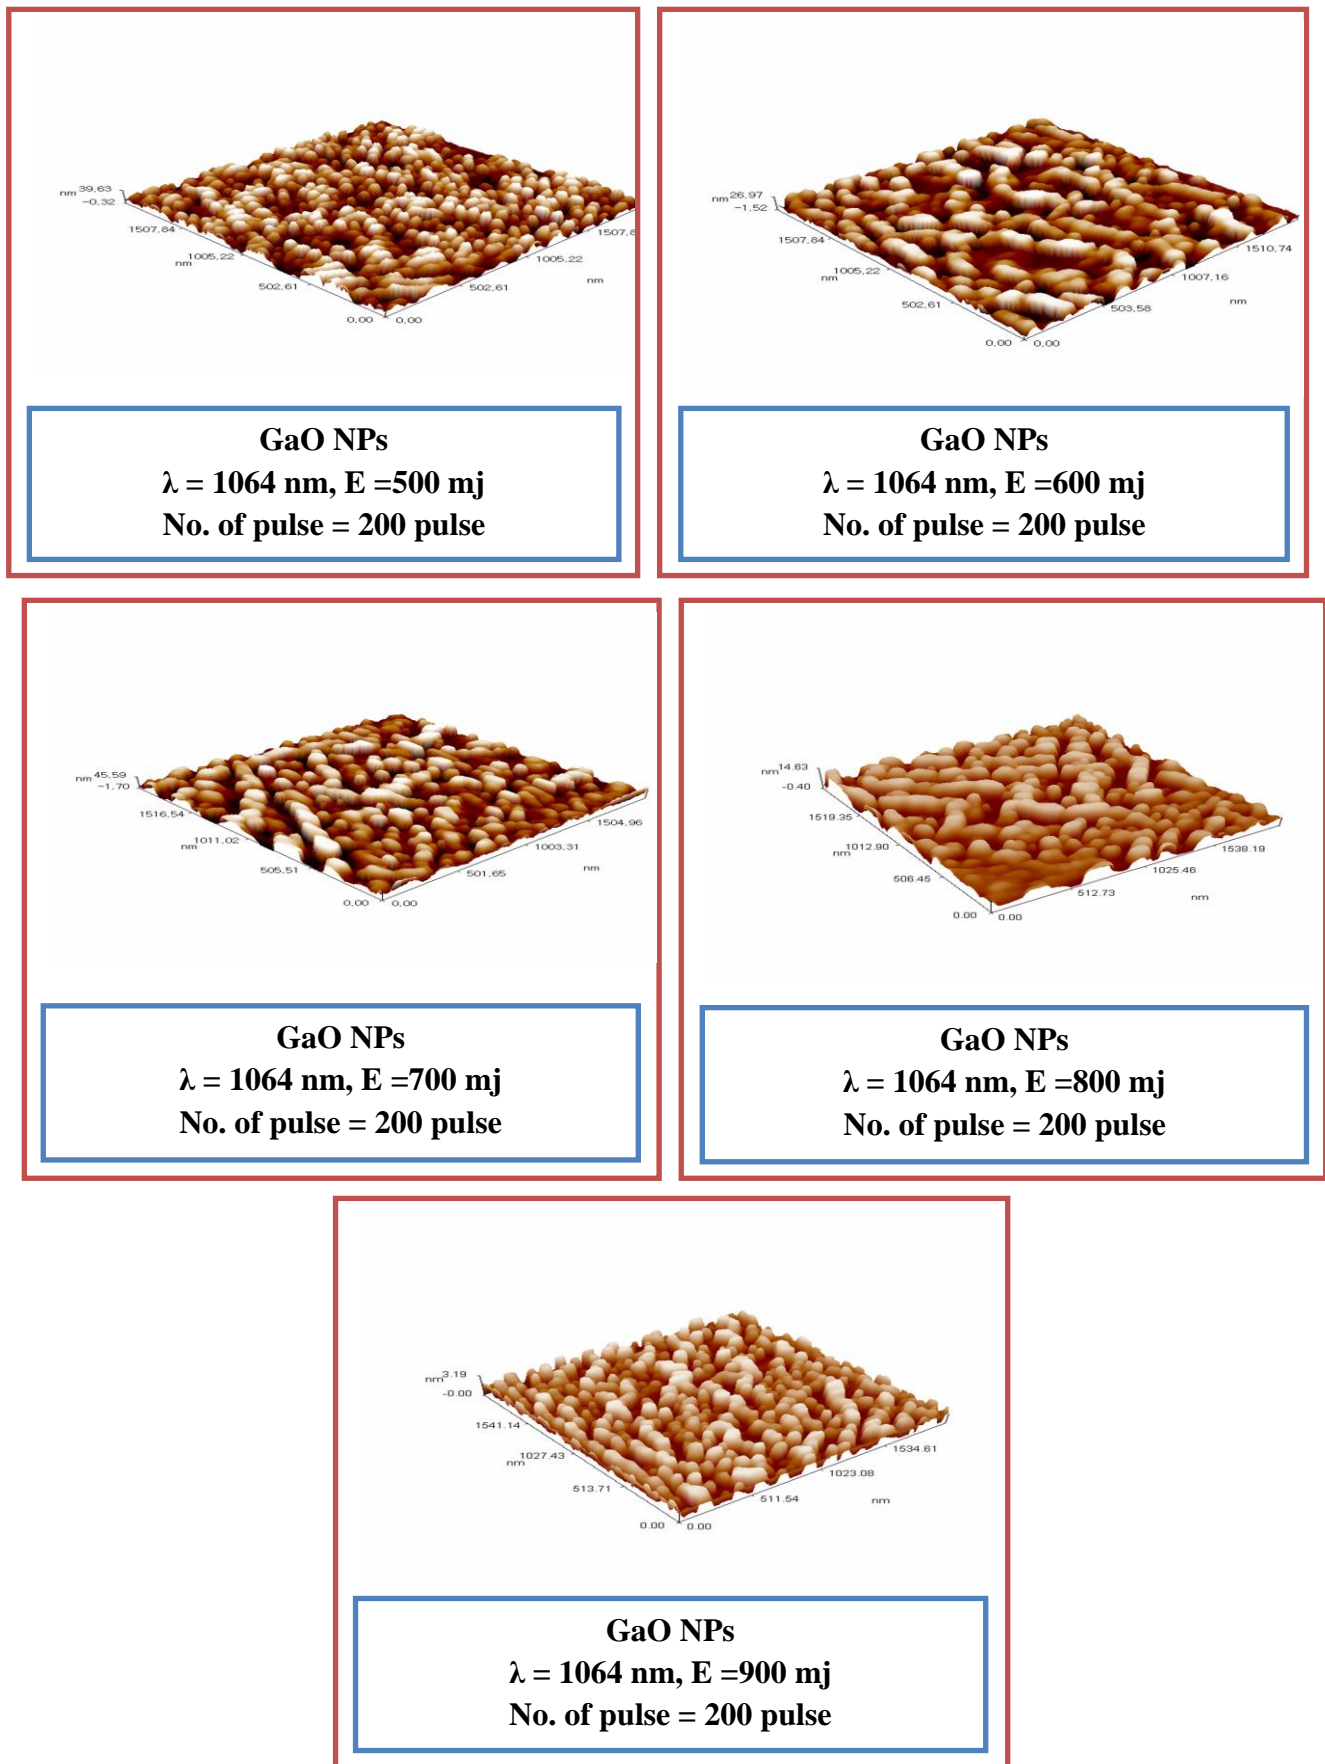 nm 39,63
−0,32
1507,84
1005,22
nm
502,61
0,00
0,00
502,61
1005,22
nm
GaO NPs
λ = 1064 nm, E =500 mj
No. of pulse = 200 pulse
nm 26,97
−1,52
1507,84
1005,22
nm
502,61
0,00
0,00
503,58
1007,16
1510,74
nm
GaO NPs
λ = 1064 nm, E =600 mj
No. of pulse = 200 pulse
nm 45,59
−1,70
1516,54
1011,02
nm
505,51
0,00
0,00
501,65
1003,31
1504,96
nm
GaO NPs
λ = 1064 nm, E =700 mj
No. of pulse = 200 pulse
nm 14.63
-0.40
1519.35
1012.90
nm
506.45
0.00
0.00
512.73
1025.46
1538.19
nm
GaO NPs
λ = 1064 nm, E =800 mj
No. of pulse = 200 pulse
nm 3.19
-0.00
1541.14
1027.43
nm
513.71
0.00
0.00
511.54
1023.08
1534.61
nm
GaO NPs
λ = 1064 nm, E =900 mj
No. of pulse = 200 pulse